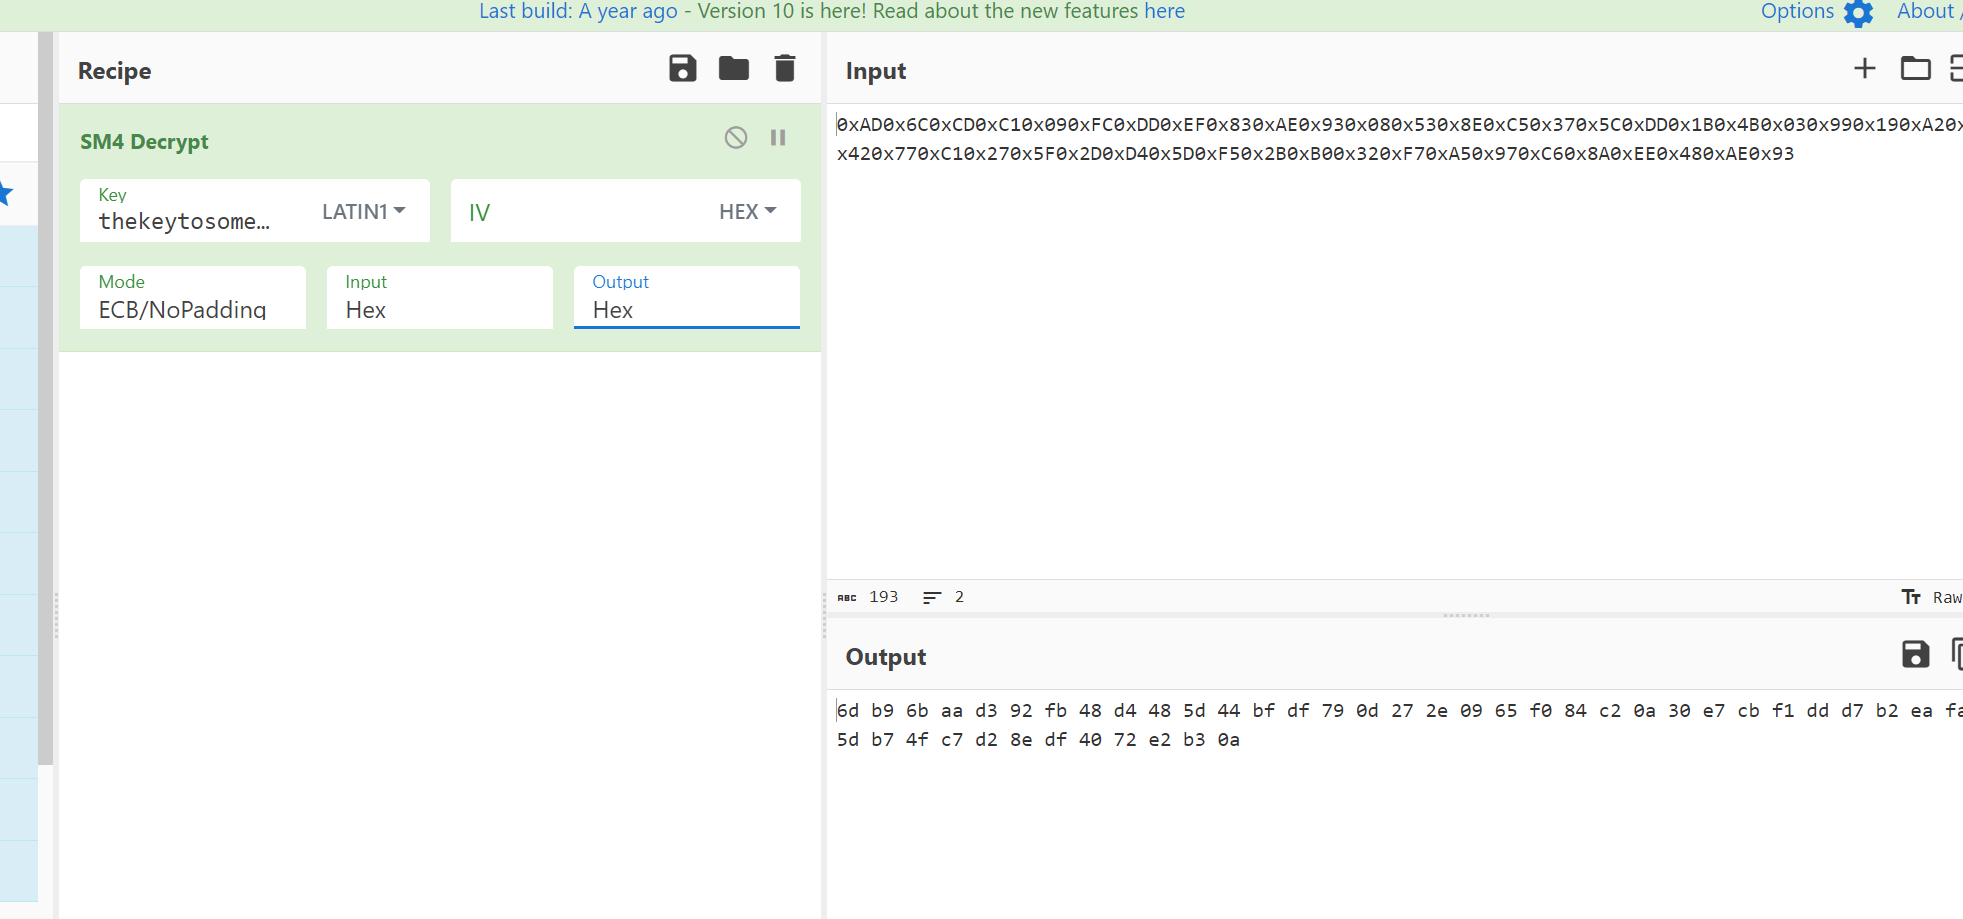 Last build: A year ago - Version 10 is here! Read about the new features here
Options
About
Recipe
SM4 Decrypt
Key
thekeytosome…
LATIN1
IV
HEX
Mode
ECB/NoPadding
Input
Hex
Output
Hex
Input
0xAD0x6C0xCD0xC10x090xFC0xDD0xEF0x830xAE0x930x080x530x8E0xC50x370x5C0xDD0x1B0x4B0x030x990x190xA20x
x420x770xC10x270x5F0x2D0xD40x5D0xF50x2B0xB00x320xF70xA50x970xC60x8A0xEE0x480xAE0x93
ABC 193 2
Raw
Output
6d b9 6b aa d3 92 fb 48 d4 48 5d 44 bf df 79 0d 27 2e 09 65 f0 84 c2 0a 30 e7 cb f1 dd d7 b2 ea fa
5d b7 4f c7 d2 8e df 40 72 e2 b3 0a